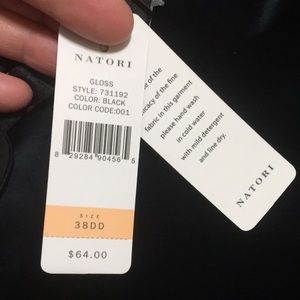 NATORI
GLOSS
STYLE: 731192
COLOR: BLACK
COLOR CODE:001
8 29284 90456 5
SIZE
38DD
$64.00
of the
of the fine
fabric in this garment
please hand wash
in cold water
with mild detergent
and line dry.
NATORI